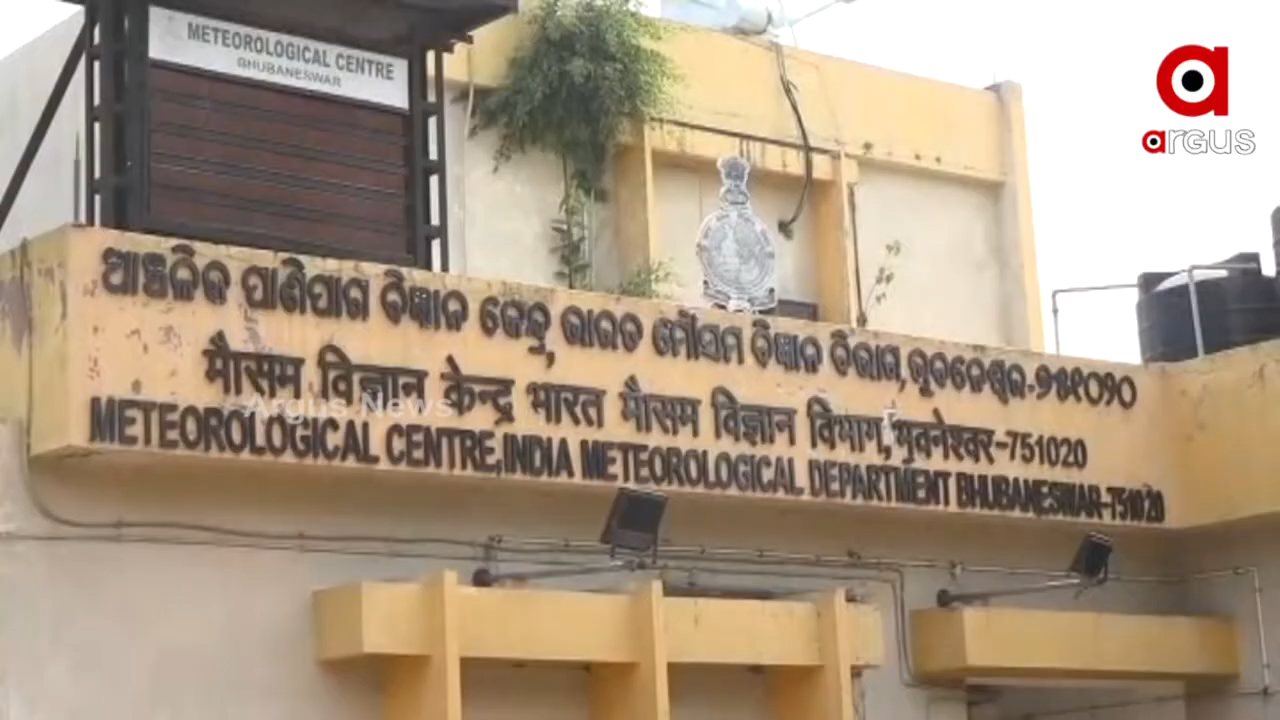 METEOROLOGICAL CENTRE
BHUBANESWAR
a
argus
ଆଞ୍ଚଳିକ ପାଣିପାଗ ବିଜ୍ଞାନ କେନ୍ଦ୍ର, ଭାରତ ମୌସମ ବିଜ୍ଞାନ ବିଭାଗ, ଭୁବନେଶ୍ୱର-୭୫୧୦୨୦
मौसम विज्ञान केन्द्र भारत मौसम विज्ञान विभाग, भुवनेश्वर-751020
Argus News
METEOROLOGICAL CENTRE,INDIA METEOROLOGICAL DEPARTMENT BHUBANESWAR-751020